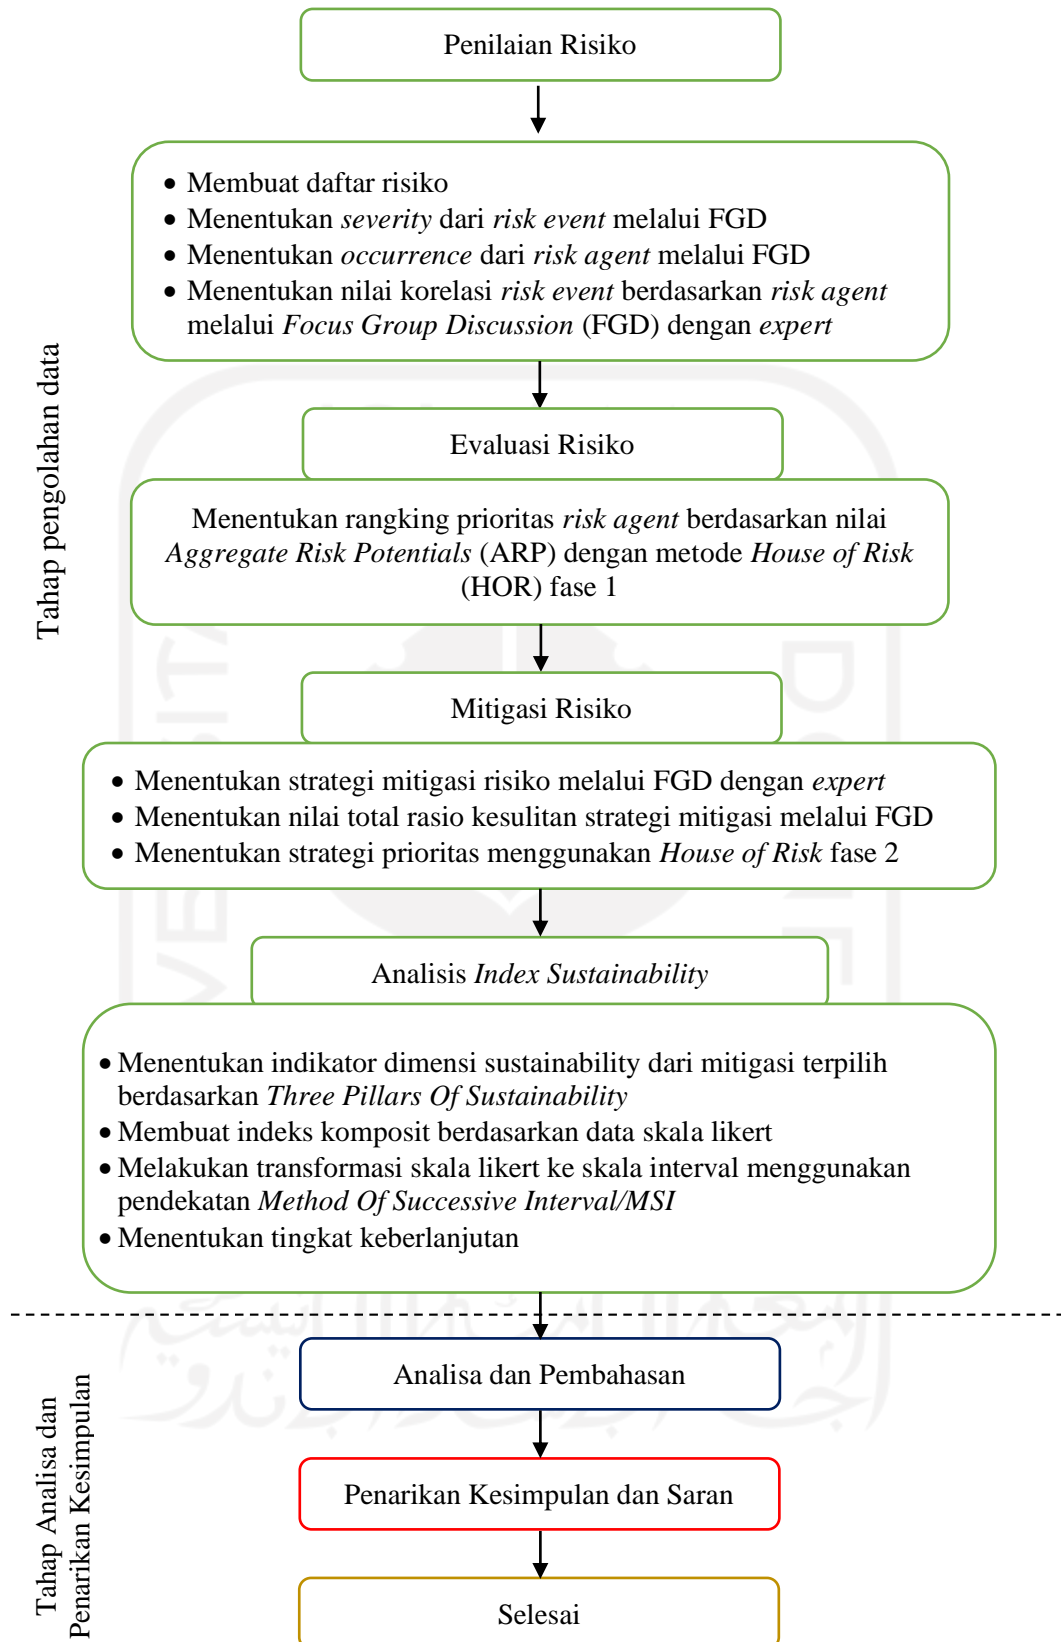 Penilaian Risiko
• Membuat daftar risiko
• Menentukan severity dari risk event melalui FGD
• Menentukan occurrence dari risk agent melalui FGD
• Menentukan nilai korelasi risk event berdasarkan risk agent
melalui Focus Group Discussion (FGD) dengan expert
Tahap pengolahan data
Evaluasi Risiko
Menentukan rangking prioritas risk agent berdasarkan nilai
Aggregate Risk Potentials (ARP) dengan metode House of Risk
(HOR) fase 1
Mitigasi Risiko
• Menentukan strategi mitigasi risiko melalui FGD dengan expert
• Menentukan nilai total rasio kesulitan strategi mitigasi melalui FGD
• Menentukan strategi prioritas menggunakan House of Risk fase 2
Analisis Index Sustainability
• Menentukan indikator dimensi sustainability dari mitigasi terpilih
berdasarkan Three Pillars Of Sustainability
• Membuat indeks komposit berdasarkan data skala likert
• Melakukan transformasi skala likert ke skala interval menggunakan
pendekatan Method Of Successive Interval/MSI
• Menentukan tingkat keberlanjutan
Tahap Analisa dan
Penarikan Kesimpulan
Analisa dan Pembahasan
Penarikan Kesimpulan dan Saran
Selesai